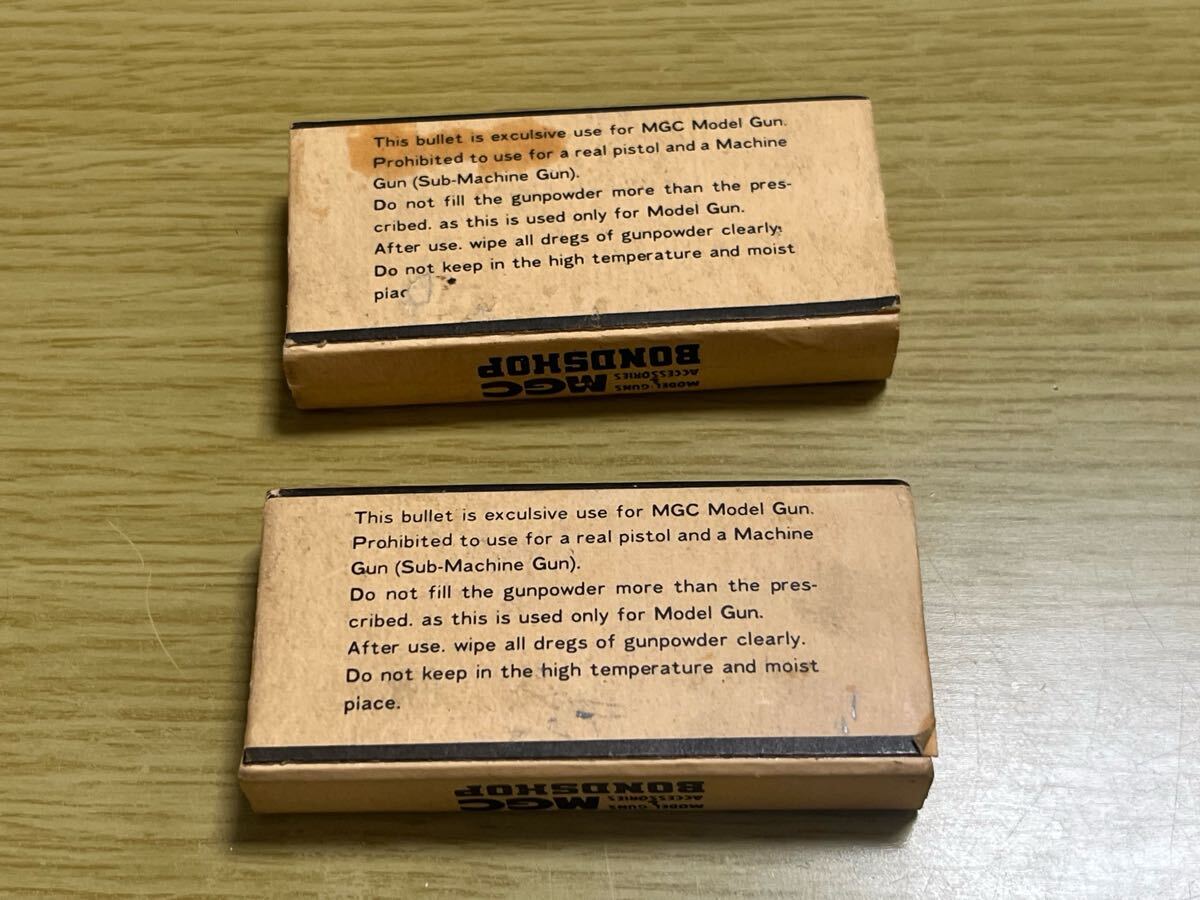 This bullet is exculsive use for MGC Model Gun.
Prohibited to use for a real pistol and a Machine
Gun (Sub-Machine Gun).
Do not fill the gunpowder more than the pres-
cribed. as this is used only for Model Gun.
After use. wipe all dregs of gunpowder clearly.
Do not keep in the high temperature and moist
piac
MODEL GUNS
ACCESSORIES
MGC
BONDSHOP
This bullet is exculsive use for MGC Model Gun.
Prohibited to use for a real pistol and a Machine
Gun (Sub-Machine Gun).
Do not fill the gunpowder more than the pres-
cribed. as this is used only for Model Gun.
After use. wipe all dregs of gunpowder clearly.
Do not keep in the high temperature and moist
piace.
MODEL GUNS
ACCESSORIES
MGC
BONDSHOP